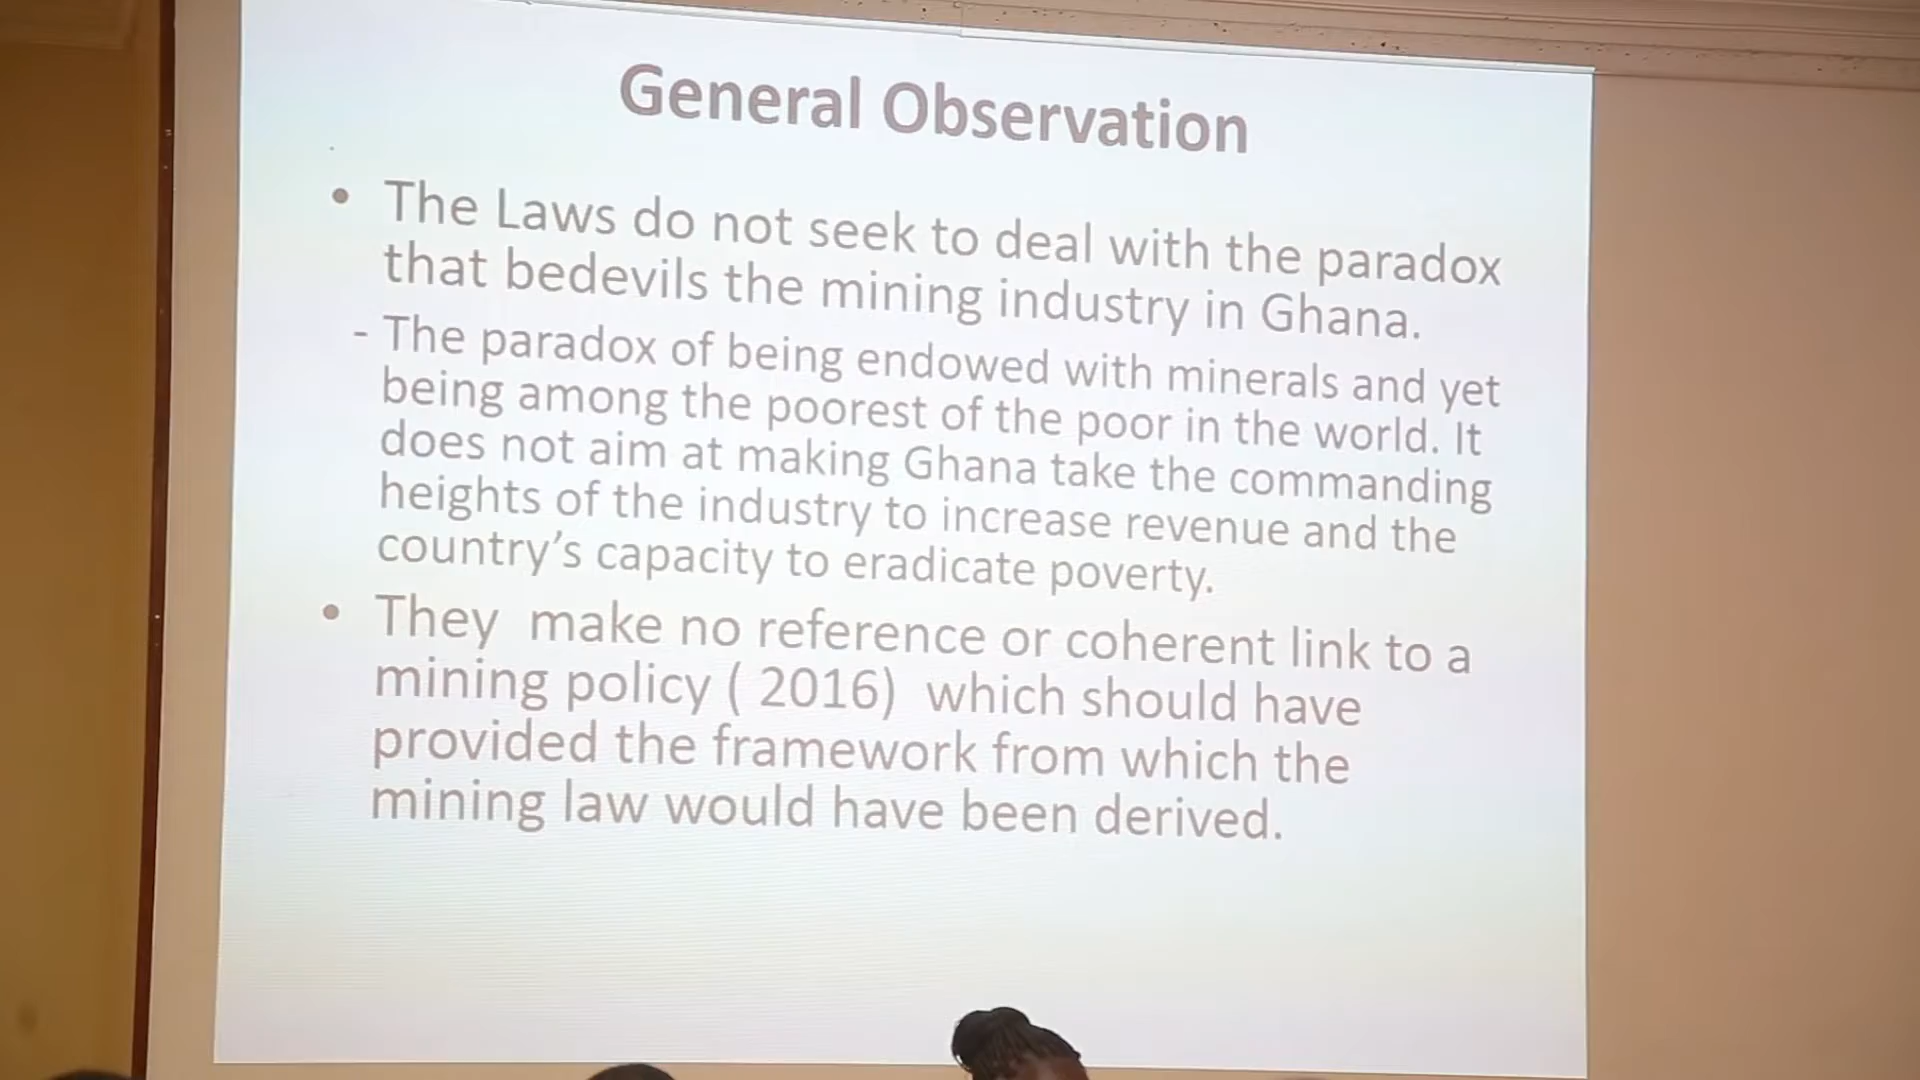 General Observation
• The Laws do not seek to deal with the paradox
that bedevils the mining industry in Ghana.
- The paradox of being endowed with minerals and yet
being among the poorest of the poor in the world. It
does not aim at making Ghana take the commanding
heights of the industry to increase revenue and the
country’s capacity to eradicate poverty.
• They make no reference or coherent link to a
mining policy ( 2016) which should have
provided the framework from which the
mining law would have been derived.